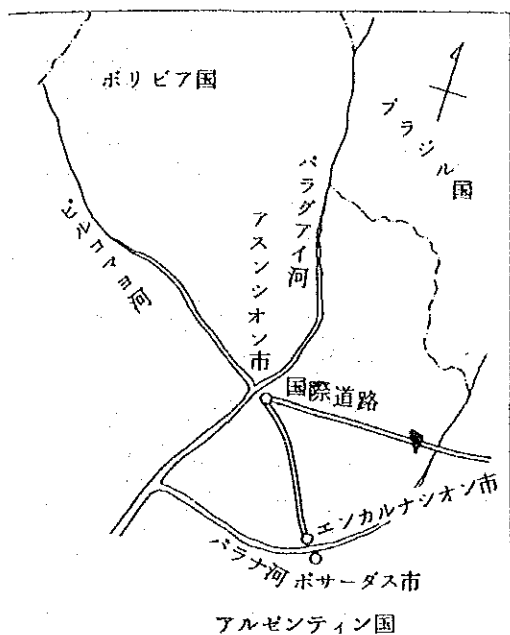 ボリビア国
ブラジル国
ピルコマヨ河
アスンシオン市
パラグアイ河
国際道路
エンカルナシオン市
パラナ河
ポサーダス市
アルゼンティン国